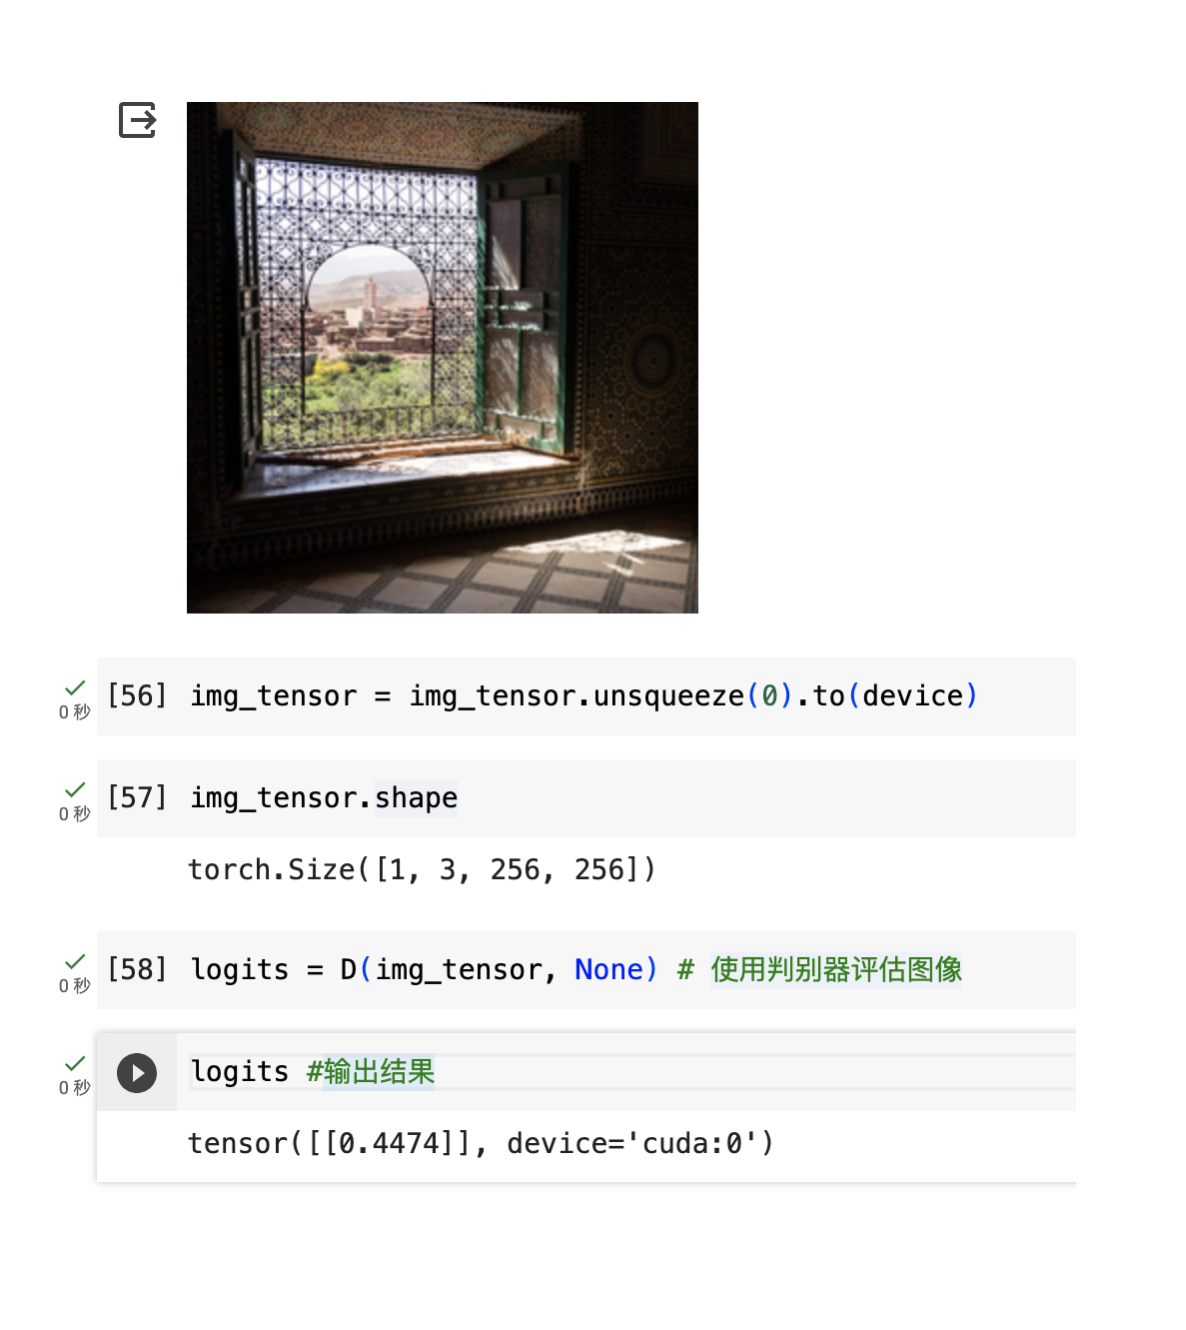 [56] img_tensor = img_tensor.unsqueeze(0).to(device)
0 秒
[57] img_tensor.shape
0 秒
torch.Size([1, 3, 256, 256])
[58] logits = D(img_tensor, None) # 使用判别器评估图像
0 秒
logits #输出结果
0 秒
tensor([[0.4474]], device='cuda:0')